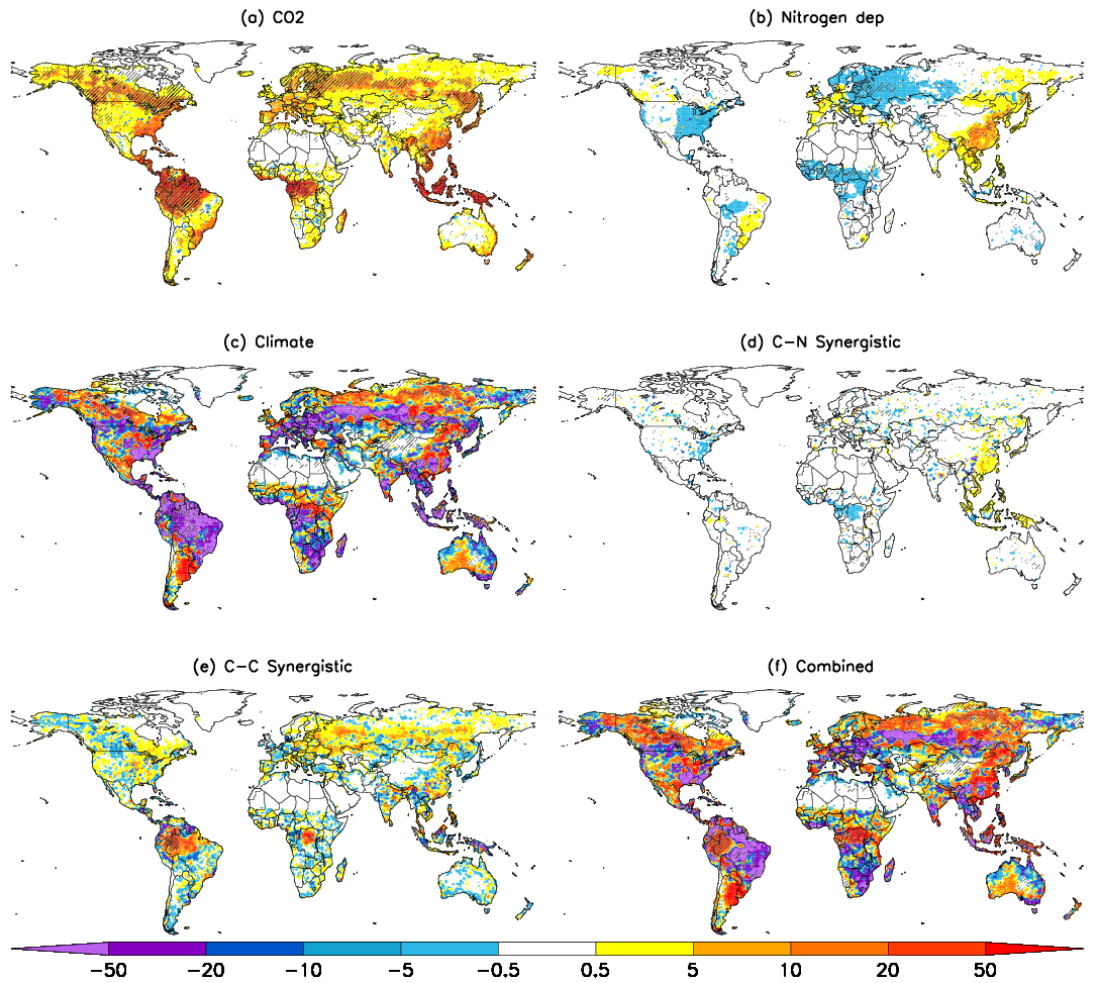 (a) CO2
(b) Nitrogen dep
(c) Climate
(d) C-N Synergistic
(e) C-C Synergistic
(f) Combined
-50 -20 -10 -5 -0.5 0.5 5 10 20 50